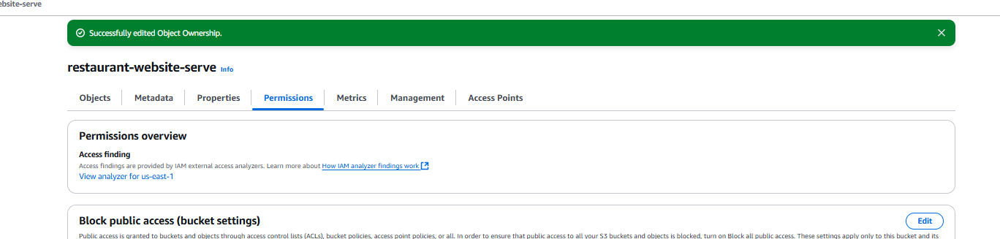 ebsite-serve
Successfully edited Object Ownership.
restaurant-website-serve Info
Objects Metadata Properties Permissions Metrics Management Access Points
Permissions overview
Access finding
Access findings are provided by IAM external access analyzers. Learn more about How IAM analyzer findings work
View analyzer for us-east-1
Block public access (bucket settings) Edit
Public access is granted to buckets and objects through access control lists (ACLs), bucket policies, access point policies, or all. In order to ensure that public access to all your S3 buckets and objects is blocked, turn on Block all public access. These settings apply only to this bucket and its